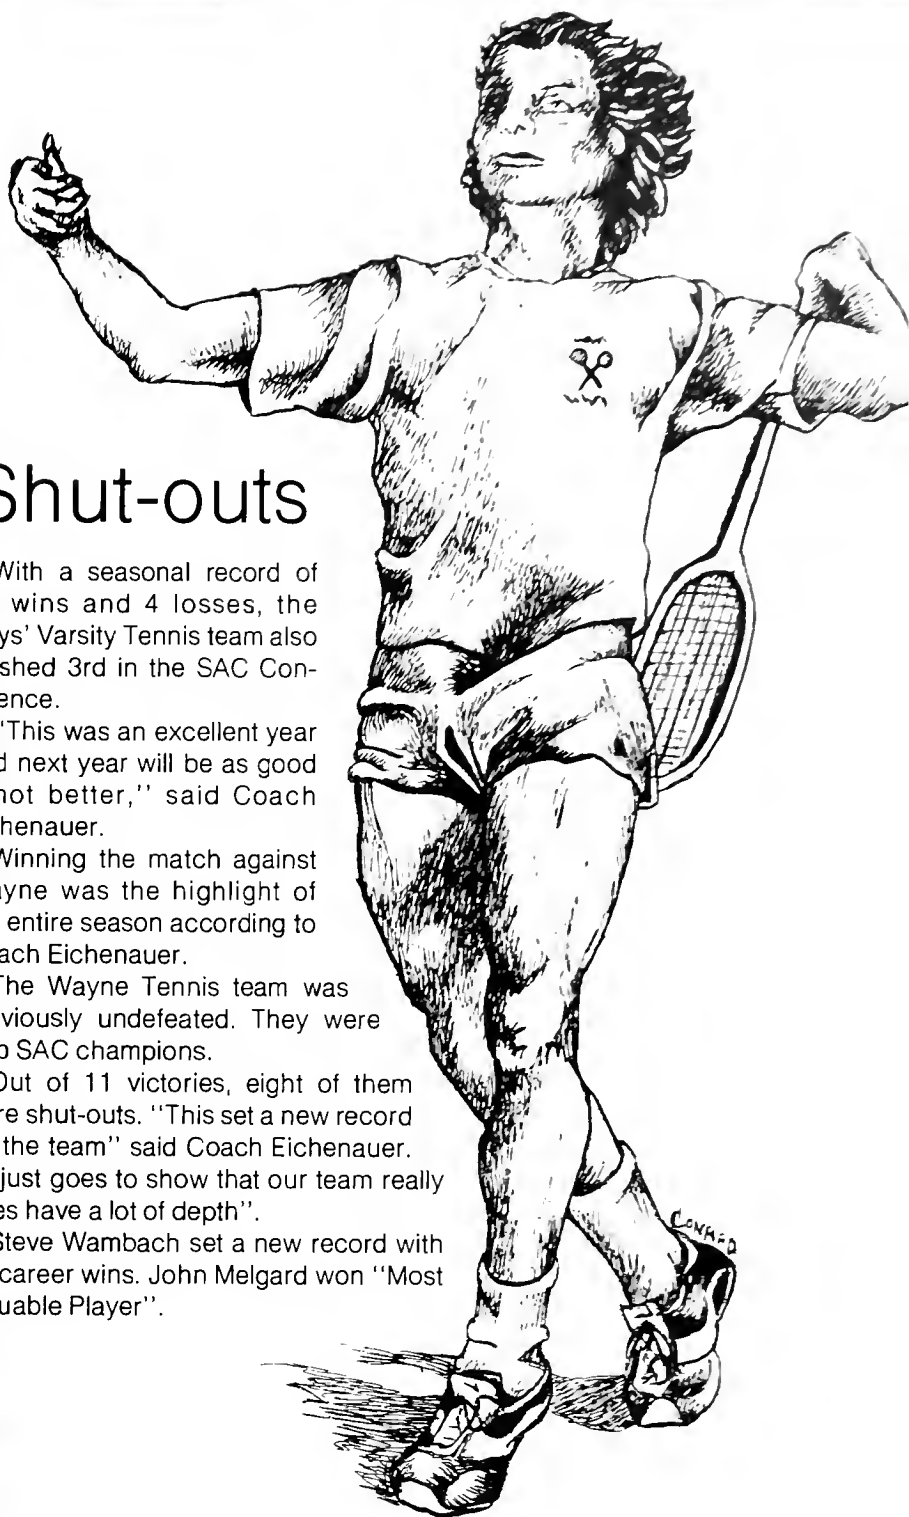 Shut-outs
With a seasonal record of
wins and 4 losses, the
ys' Varsity Tennis team also
shed 3rd in the SAC Con-
ence.
"This was an excellent year
d next year will be as good
not better,'' said Coach
henauer.
Winning the match against
yne was the highlight of
entire season according to
ach Eichenauer.
The Wayne Tennis team was
viously undefeated. They were
o SAC champions.
Out of 11 victories, eight of them
re shut-outs. ''This set a new record
the team'' said Coach Eichenauer.
just goes to show that our team really
es have a lot of depth''.
Steve Wambach set a new record with
career wins. John Melgard won ''Most
uable Player''.
CONRAD